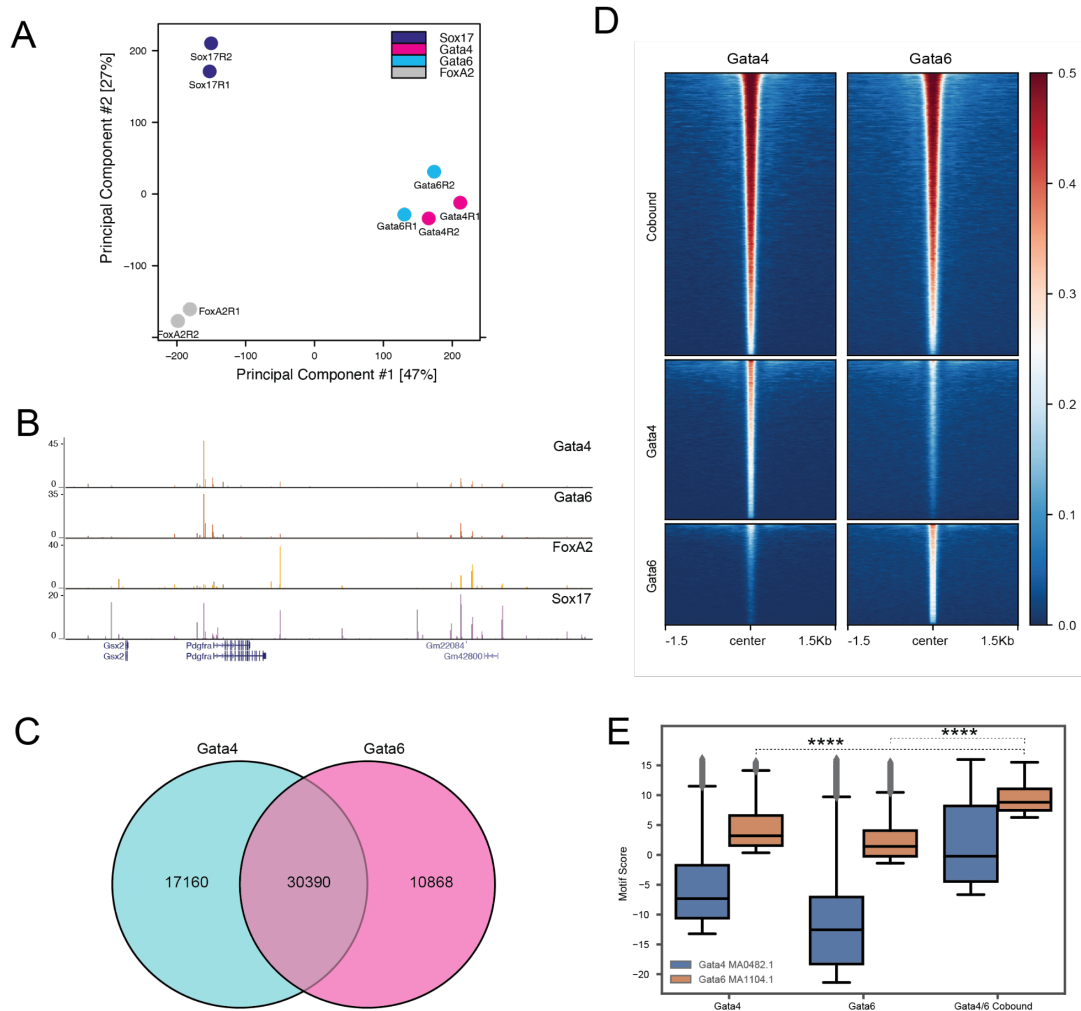 A
Principal Component #2 [27%]
200
100
0
−100
Sox17R2
Sox17R1
Sox17
Gata4
Gata6
FoxA2
Gata6R2
Gata6R1
Gata4R1
Gata4R2
FoxA2R1
FoxA2R2
−200
−100
0
100
200
Principal Component #1 [47%]
B
45
0
Gata4
35
0
Gata6
40
0
FoxA2
20
0
Sox17
Gsx2
Pdgfra
Gm22084
Gsx2
Pdgfra
Gm42800
C
Gata4
Gata6
17160
30390
10868
D
Gata4
Gata6
Cobound
Gata4
Gata6
0.5
0.4
0.3
0.2
0.1
0.0
-1.5
center
1.5Kb
-1.5
center
1.5Kb
E
****
****
Motif Score
15
10
5
0
−5
−10
−15
−20
Gata4 MA0482.1
Gata6 MA1104.1
Gata4
Gata6
Gata4/6 Cobound